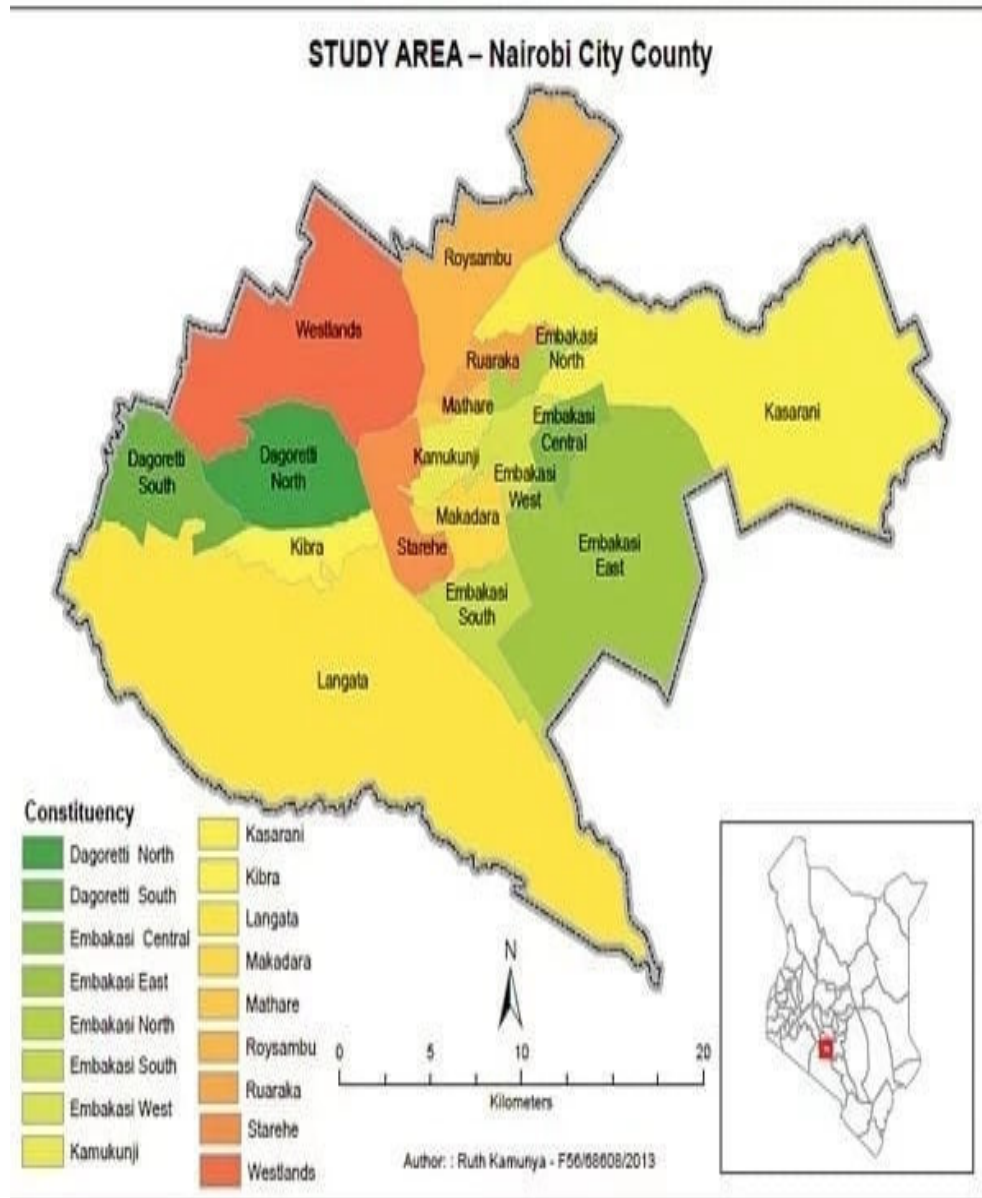 STUDY AREA – Nairobi City County
Roysambu
Westlands
Ruaraka
Embakasi
North
Mathare
Kasarani
Embakasi
Central
Dagoretti
South
Dagoretti
North
Kamukunji
Embakasi
West
Makadara
Kibra
Starehe
Embakasi
East
Embakasi
South
Langata
Constituency
Dagoretti North
Dagoretti South
Embakasi Central
Embakasi East
Embakasi North
Embakasi South
Embakasi West
Kamukunji
Kasarani
Kibra
Langata
Makadara
Mathare
Roysambu
Ruaraka
Starehe
Westlands
N
0 5 10 20
Kilometers
Author: : Ruth Kamunya - F56/68608/2013